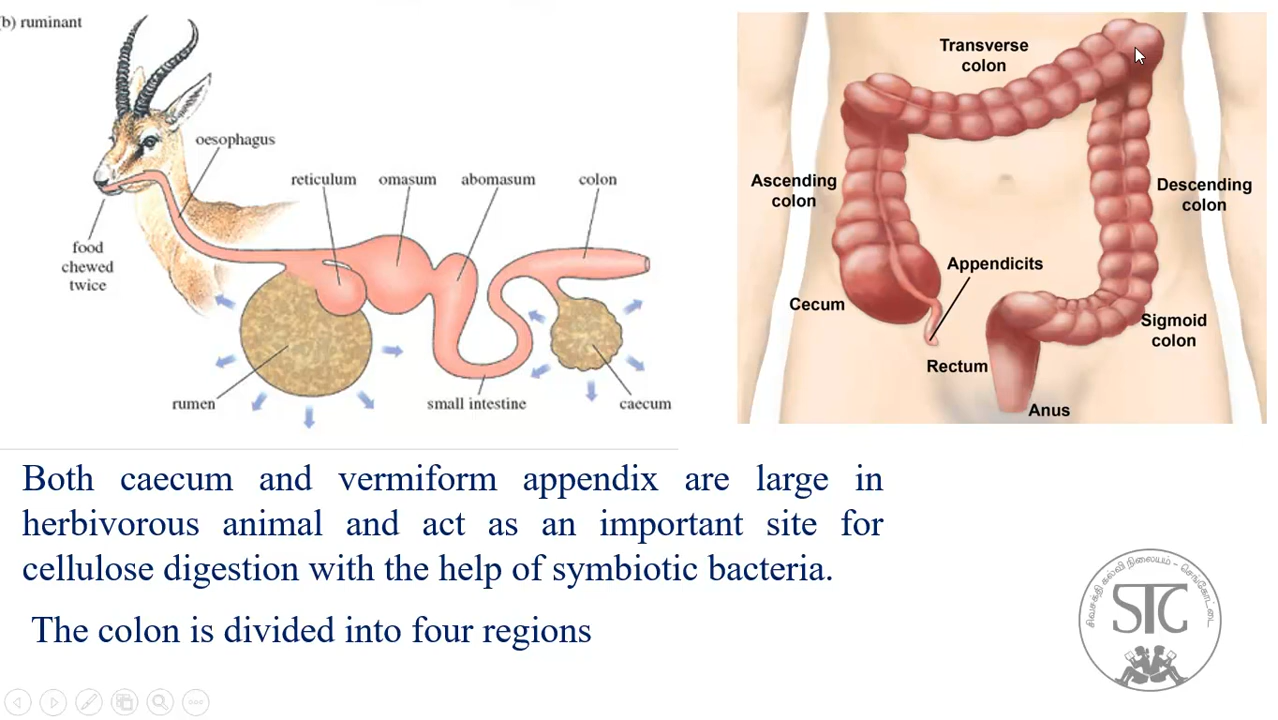 (b) ruminant
oesophagus
reticulum
omasum
abomasum
colon
food
chewed
twice
rumen
small intestine
caecum
Transverse
colon
Ascending
colon
Descending
colon
Appendicits
Cecum
Sigmoid
colon
Rectum
Anus
Both caecum and vermiform appendix are large in
herbivorous animal and act as an important site for
cellulose digestion with the help of symbiotic bacteria.
The colon is divided into four regions
சிவசக்தி கல்வி நிலையம் - செங்கோட்டை
STC